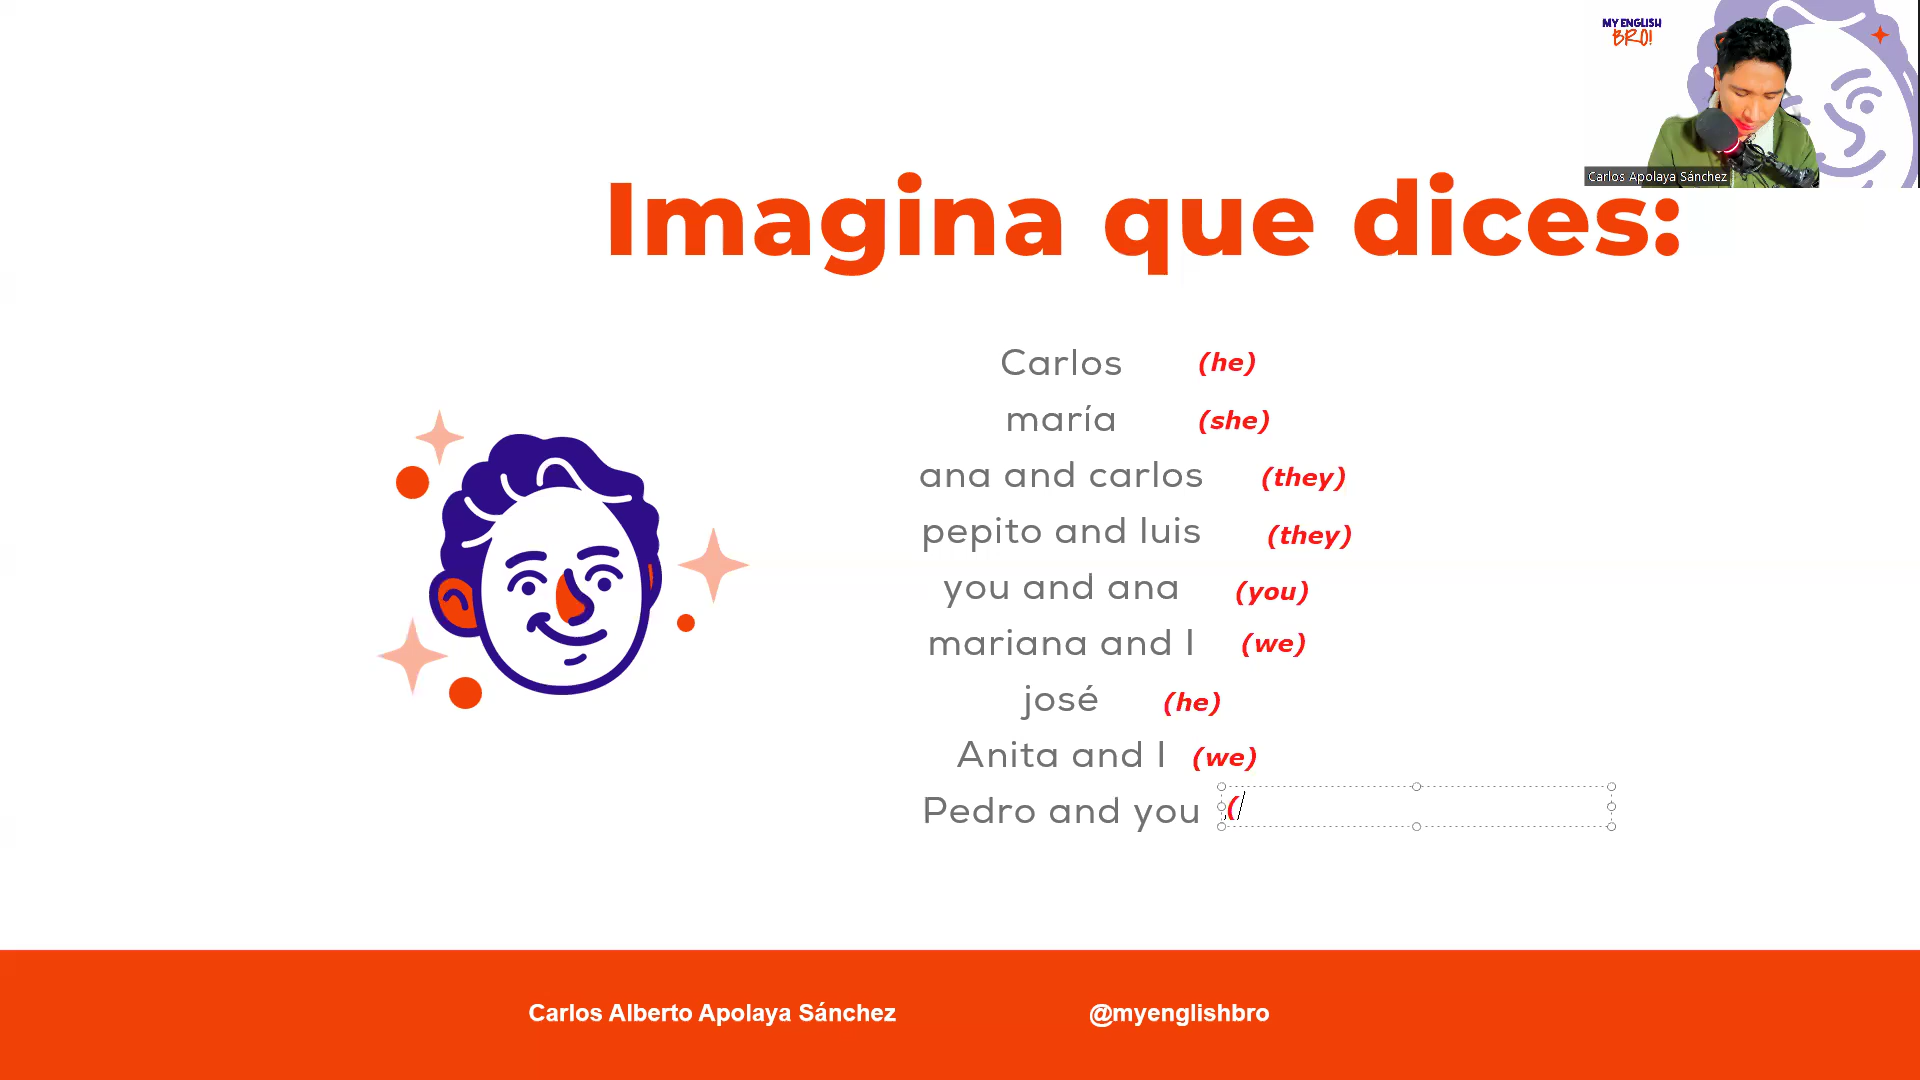 MY ENGLISH
BRO!
Carlos Apolaya Sánchez
Imagina que dices:
Carlos (he)
maría (she)
ana and carlos (they)
pepito and luis (they)
you and ana (you)
mariana and I (we)
josé (he)
Anita and I (we)
Pedro and you (
Carlos Alberto Apolaya Sánchez @myenglishbro